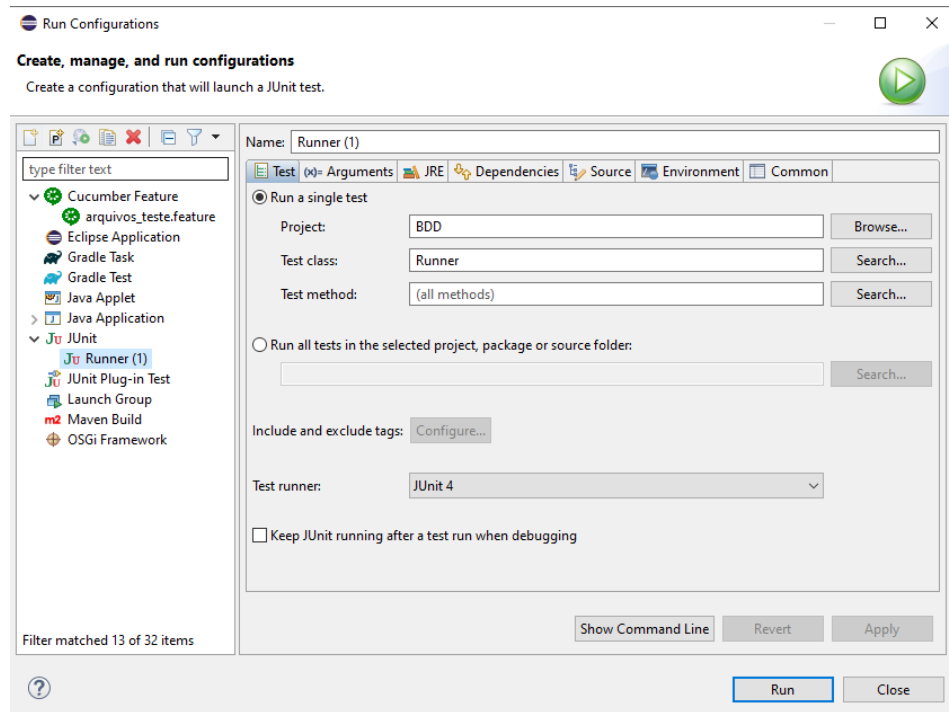 Run Configurations
Create, manage, and run configurations
Create a configuration that will launch a JUnit test.
type filter text
Cucumber Feature
arquivos_teste.feature
Eclipse Application
Gradle Task
Gradle Test
Java Applet
Java Application
JUnit
Runner (1)
JUnit Plug-in Test
Launch Group
Maven Build
OSGi Framework
Filter matched 13 of 32 items
Name: Runner (1)
Test (x)= Arguments JRE Dependencies Source Environment Common
Run a single test
Project: BDD Browse...
Test class: Runner Search...
Test method: (all methods) Search...
Run all tests in the selected project, package or source folder:
Search...
Include and exclude tags: Configure...
Test runner: JUnit 4
Keep JUnit running after a test run when debugging
Show Command Line Revert Apply
Run Close